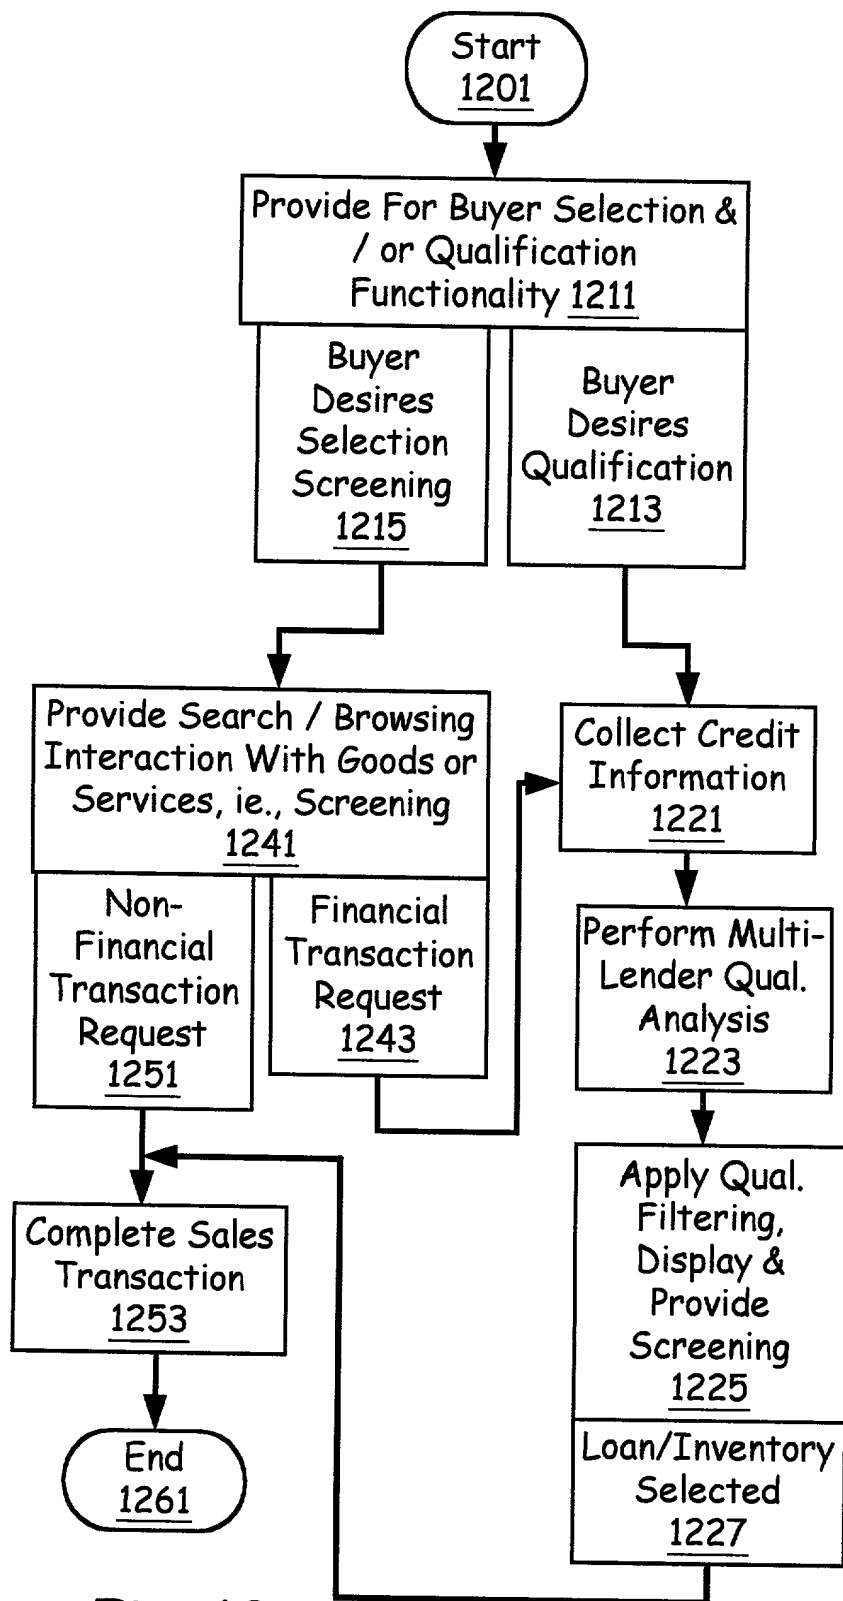 Start
1201
Provide For Buyer Selection &
/ or Qualification
Functionality 1211
Buyer
Desires
Selection
Screening
1215
Buyer
Desires
Qualification
1213
Provide Search / Browsing
Interaction With Goods or
Services, ie., Screening
1241
Non-
Financial
Transaction
Request
1251
Financial
Transaction
Request
1243
Collect Credit
Information
1221
Perform Multi-
Lender Qual.
Analysis
1223
Apply Qual.
Filtering,
Display &
Provide
Screening
1225
Loan/Inventory
Selected
1227
Complete Sales
Transaction
1253
End
1261